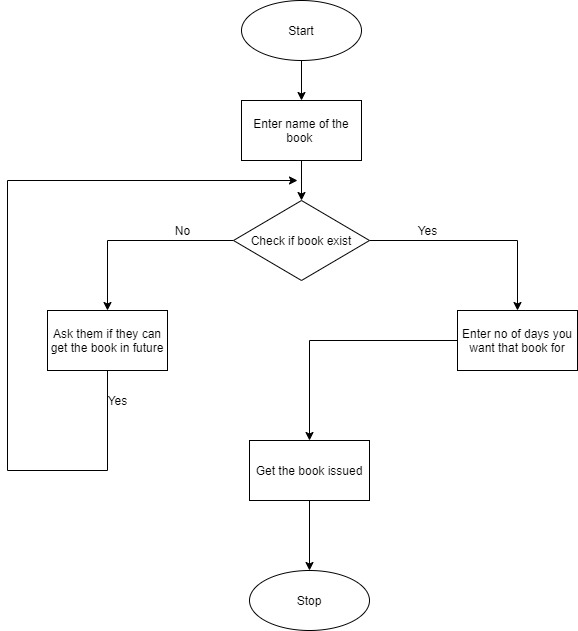 Start
Enter name of the
book
No
Check if book exist
Yes
Ask them if they can
get the book in future
Enter no of days you
want that book for
Yes
Get the book issued
Stop